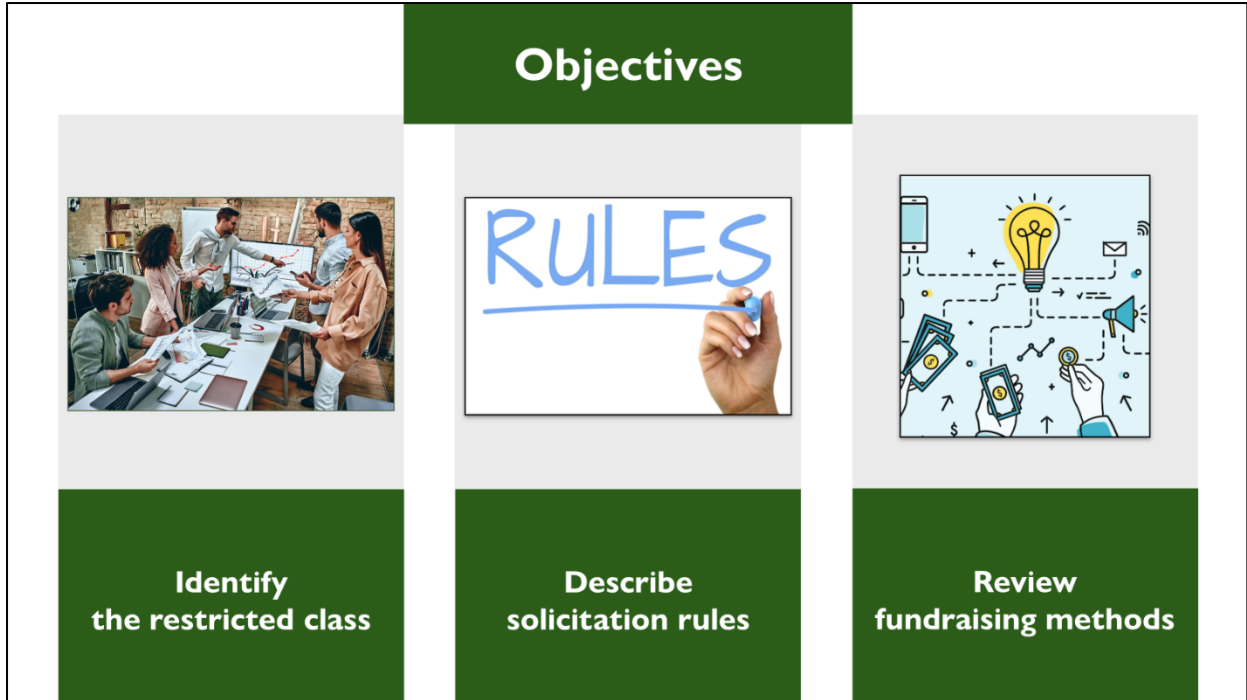 Objectives
RULES
Identify
the restricted class
Describe
solicitation rules
Review
fundraising methods